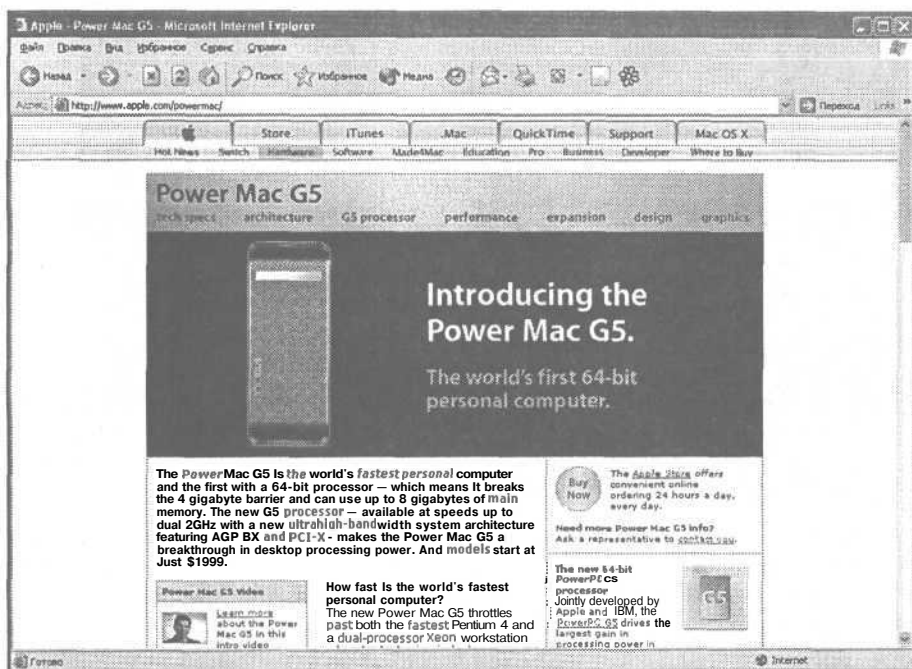 Apple - Power Mac G5 - Microsoft Internet Explorer
Файл Правка Вид Избранное Сервис Справка
Назад Поиск Избранное Медиа
Адрес: http://www.apple.com/powermac/ Переход Links »
Store iTunes .Mac QuickTime Support Mac OS X
Hot News Switch Hardware Software Made4Mac Education Pro Business Developer Where to Buy
Power Mac G5
tech specs architecture G5 processor performance expansion design graphics
Introducing the
Power Mac G5.
The world's first 64-bit
personal computer.
The Power Mac G5 Is the world's fastest personal computer
and the first with a 64-bit processor — which means It breaks
the 4 gigabyte barrier and can use up to 8 gigabytes of main
memory. The new G5 processor — available at speeds up to
dual 2GHz with a new ultrahlah-bandwidth system architecture
featuring AGP BX and PCI-X - makes the Power Mac G5 a
breakthrough in desktop processing power. And models start at
Just $1999.
Power Mac G5 Video
Learn more
about the Power
Mac G5 in this
intro video
How fast Is the world's fastest
personal computer?
The new Power Mac G5 throttles
past both the fastest Pentium 4 and
a dual-processor Xeon workstation
Buy
Now
The Apple Store offers
convenient online
ordering 24 hours a day,
every day.
Need more Power Mac G5 info?
Ask a representative to contact you.
The new 64-bit
PowerPC cs
processor
Jointly developed by
Apple and IBM, the
PowerPC G5 drives the
largest gain in
processing power in
G5
Готово
Internet